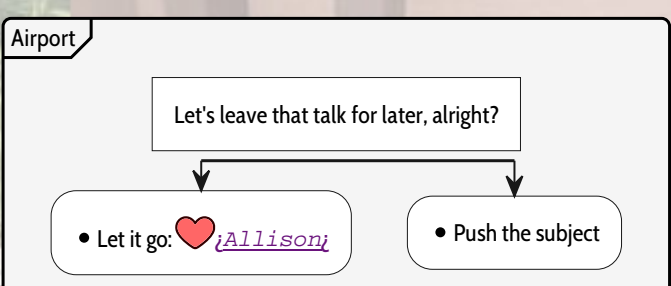 Airport
Let's leave that talk for later, alright?
• Let it go: ❤¿Allison¿
• Push the subject